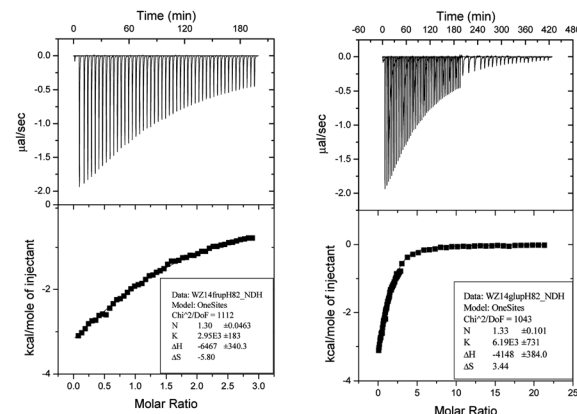 Time (min)
0 60 120 180
0.0
-0.5
-1.0
-1.5
-2.0
µal/sec
0
-2
-4
kcal/mole of injectant
Data: WZ14frupH82_NDH
Model: OneSites
Chi^2/DoF = 1112
N 1.30 ±0.0463
K 2.95E3 ±183
ΔH -6467 ±340.3
ΔS -5.80
0.0 0.5 1.0 1.5 2.0 2.5 3.0
Molar Ratio
Time (min)
-60 0 60 120 180 240 300 360 420 480
0.0
-0.5
-1.0
-1.5
-2.0
µal/sec
0
-2
-4
kcal/mole of injectant
Data: WZ14glupH82_NDH
Model: OneSites
Chi^2/DoF = 1043
N 1.33 ±0.101
K 6.19E3 ±731
ΔH -4148 ±384.0
ΔS 3.44
0 5 10 15 20 25
Molar Ratio